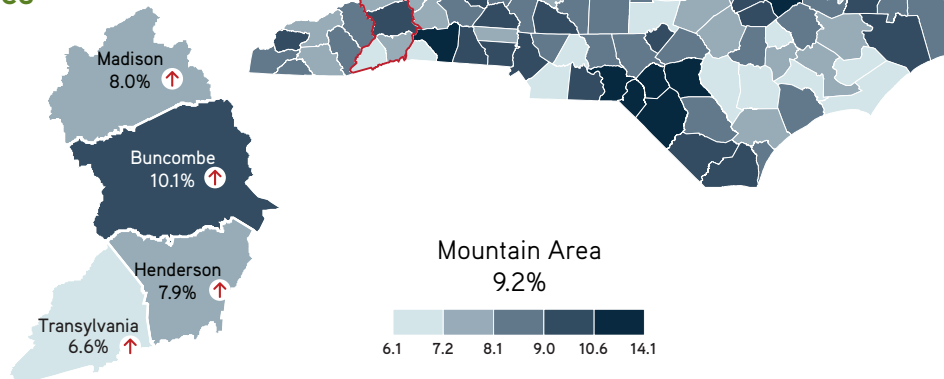 Madison
8.0%
Buncombe
10.1%
Henderson
7.9%
Transylvania
6.6%
Mountain Area
9.2%
6.1 7.2 8.1 9.0 10.6 14.1